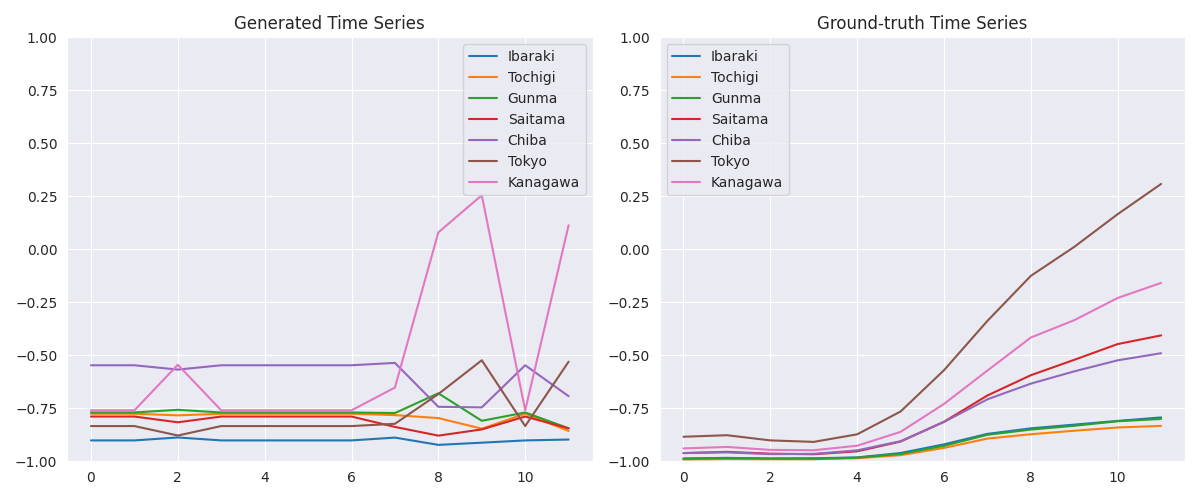 Generated Time Series
1.00
0.75
0.50
0.25
0.00
−0.25
−0.50
−0.75
−1.00
0
2
4
6
8
10
Ibaraki
Tochigi
Gunma
Saitama
Chiba
Tokyo
Kanagawa
Ground-truth Time Series
1.00
0.75
0.50
0.25
0.00
−0.25
−0.50
−0.75
−1.00
0
2
4
6
8
10
Ibaraki
Tochigi
Gunma
Saitama
Chiba
Tokyo
Kanagawa